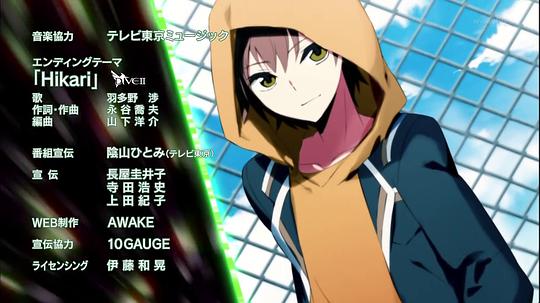 音楽協力 テレビ東京ミュージック
エンディングテーマ
「Hikari」 IVEII
歌 羽多野 渉
作詞・作曲 永谷喬夫
編曲 山下洋介
番組宣伝 陰山ひとみ(テレビ東京)
宣伝 長屋圭井子
寺田浩史
上田紀子
WEB制作 AWAKE
宣伝協力 10GAUGE
ライセンシング 伊藤和晃